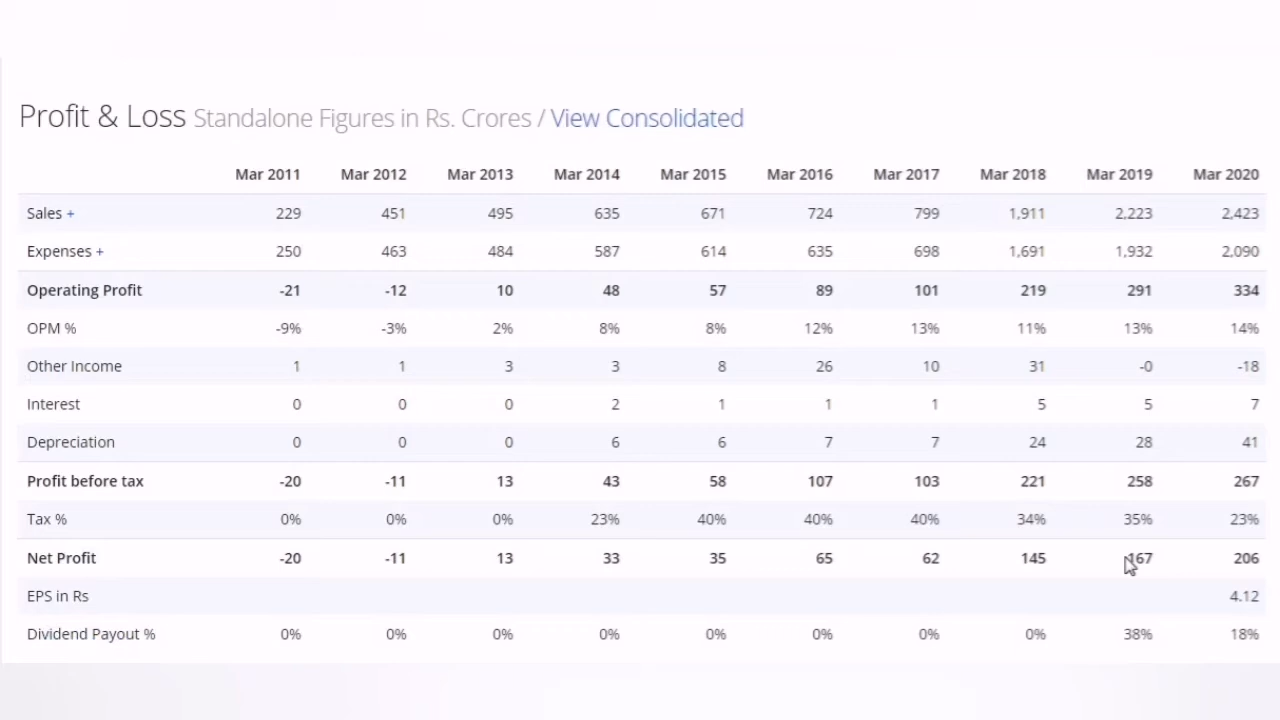 Profit & Loss Standalone Figures in Rs. Crores / View Consolidated
Mar 2011 Mar 2012 Mar 2013 Mar 2014 Mar 2015 Mar 2016 Mar 2017 Mar 2018 Mar 2019 Mar 2020
Sales + 229 451 495 635 671 724 799 1,911 2,223 2,423
Expenses + 250 463 484 587 614 635 698 1,691 1,932 2,090
Operating Profit -21 -12 10 48 57 89 101 219 291 334
OPM % -9% -3% 2% 8% 8% 12% 13% 11% 13% 14%
Other Income 1 1 3 3 8 26 10 31 -0 -18
Interest 0 0 0 2 1 1 1 5 5 7
Depreciation 0 0 0 6 6 7 7 24 28 41
Profit before tax -20 -11 13 43 58 107 103 221 258 267
Tax % 0% 0% 0% 23% 40% 40% 40% 34% 35% 23%
Net Profit -20 -11 13 33 35 65 62 145 167 206
EPS in Rs 4.12
Dividend Payout % 0% 0% 0% 0% 0% 0% 0% 0% 38% 18%